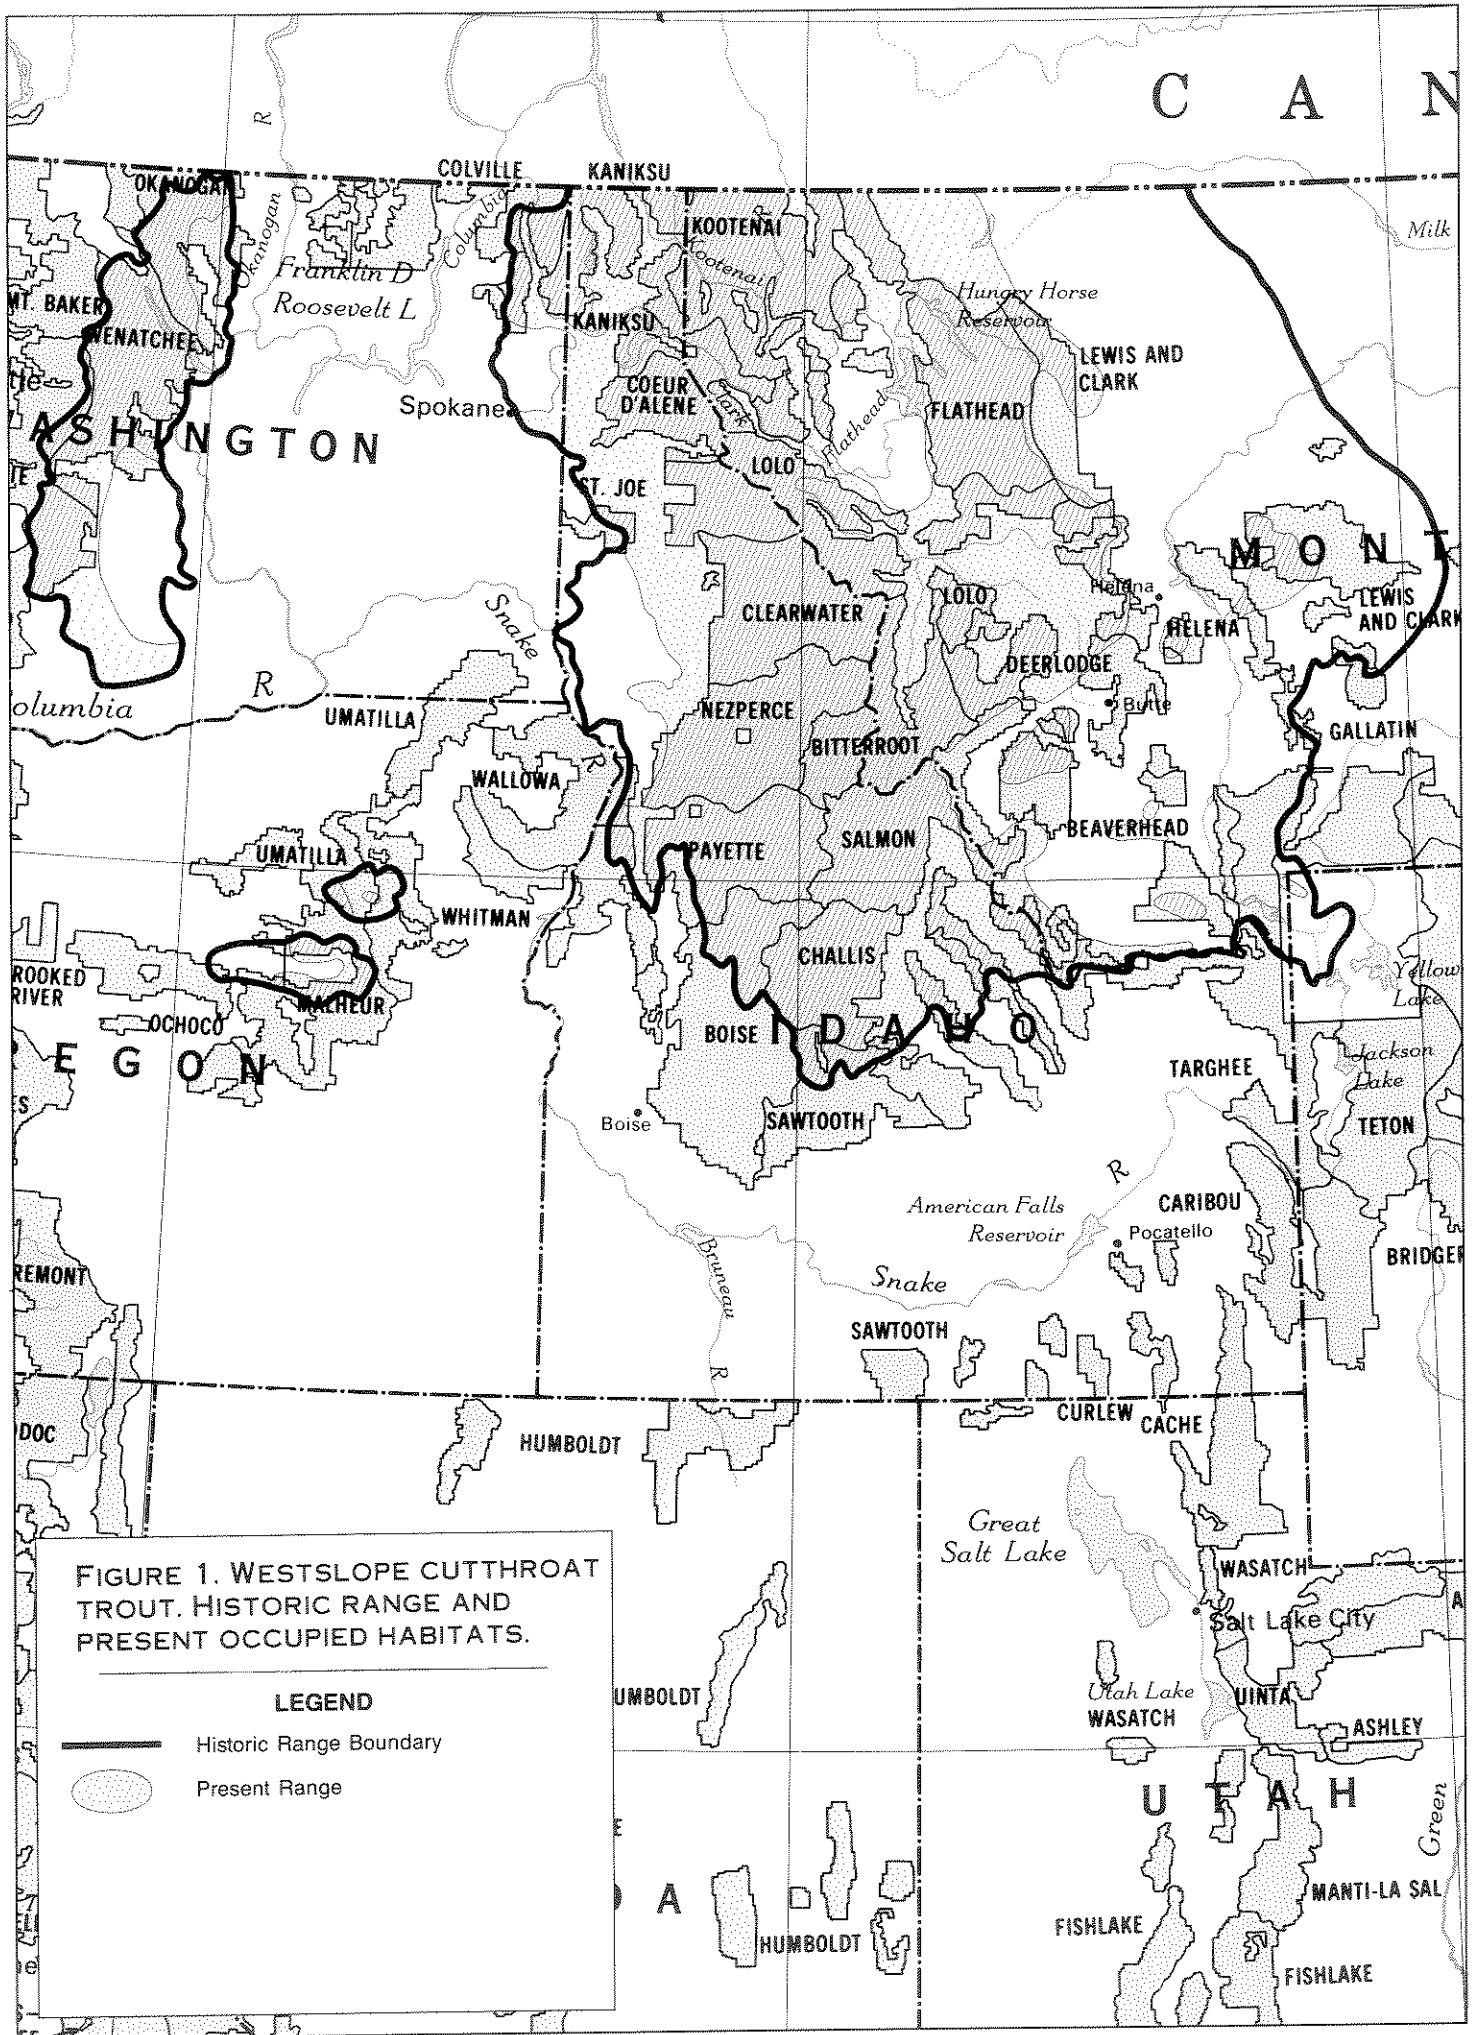 C A N
R
COLVILLE
KANIKSU
OKANOGAN
Okanogan
Columbia
KOOTENAI
R
Kootenai
Milk
Franklin D
Roosevelt L
MT. BAKER
WENATCHEE
Hungry Horse
Reservoir
KANIKSU
LEWIS AND
CLARK
COEUR
D'ALENE
Clark
Flathead
FLATHEAD
Spokane
WASHINGTON
LOLO
ST. JOE
M O N T
Helena
LOLO
LEWIS
AND CLARK
Snake
CLEARWATER
HELENA
DEERLODGE
R
olumbia
UMATILLA
NEZPERCE
Butte
GALLATIN
BITTERROOT
R
WALLOWA
BEAVERHEAD
SALMON
UMATILLA
PAYETTE
WHITMAN
CHALLIS
ROOKED
RIVER
Yellow
Lake
MALHEUR
OCHOCO
BOISE
I D A H O
E G O N
Jackson
Lake
TARGHEE
ES
Boise
SAWTOOTH
TETON
R
American Falls
Reservoir
CARIBOU
Pocatello
Bruneau
BRIDGER
REMONT
Snake
SAWTOOTH
R
CURLEW
CACHE
DOC
HUMBOLDT
Great
Salt Lake
FIGURE 1. WESTSLOPE CUTTHROAT
TROUT. HISTORIC RANGE AND
PRESENT OCCUPIED HABITATS.
WASATCH
Salt Lake City
LEGEND
Historic Range Boundary
Present Range
UMBOLDT
Utah Lake
WASATCH
UINTA
ASHLEY
U T A H
Green
D A
MANTI-LA SAL
FISHLAKE
HUMBOLDT
FISHLAKE